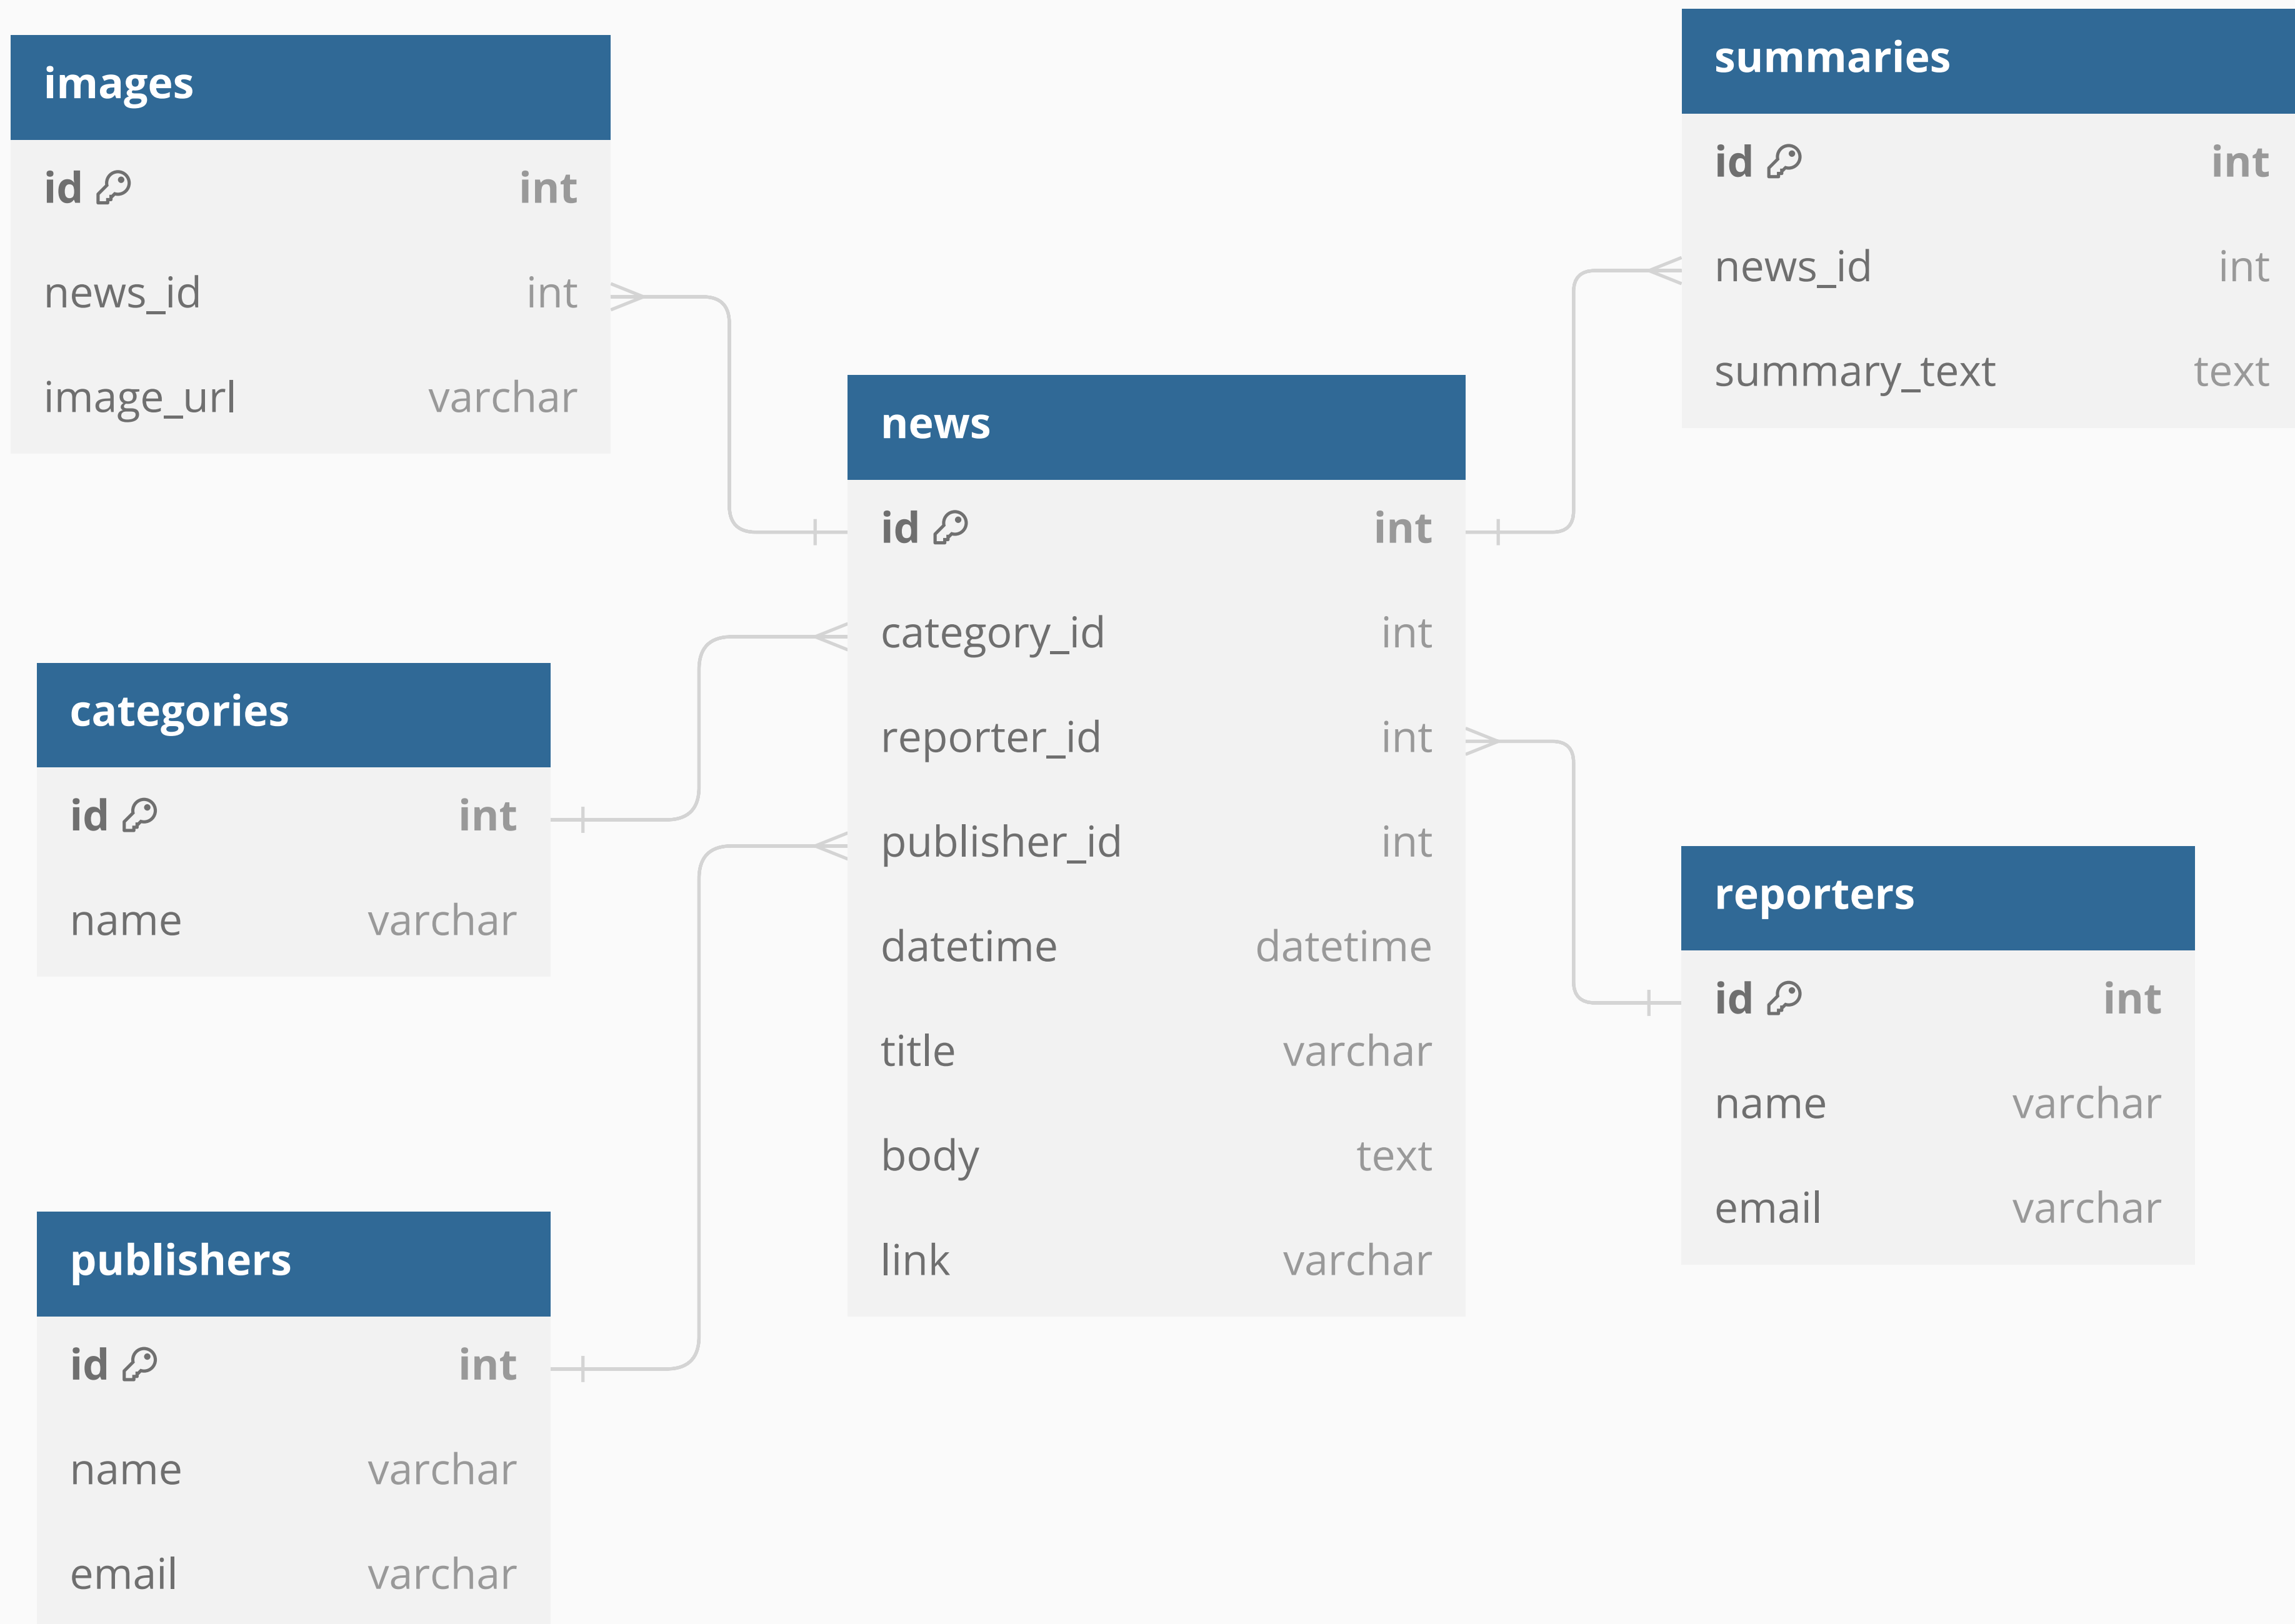 images
id int
news_id int
image_url varchar
summaries
id int
news_id int
summary_text text
news
id int
category_id int
reporter_id int
publisher_id int
datetime datetime
title varchar
body text
link varchar
categories
id int
name varchar
reporters
id int
name varchar
email varchar
publishers
id int
name varchar
email varchar